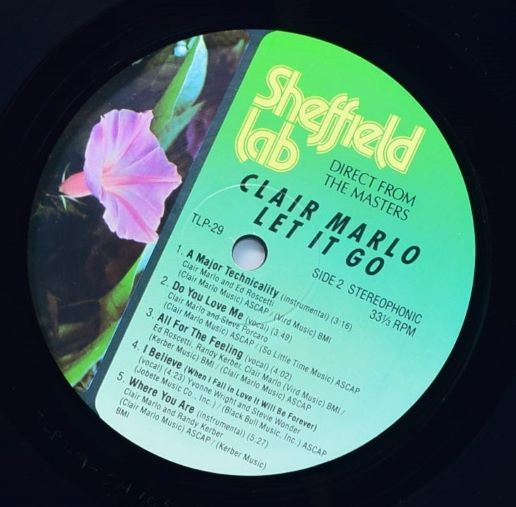 Sheffield
lab
DIRECT FROM
THE MASTERS
CLAIR MARLO
LET IT GO
TLP-29
SIDE 2 STEREOPHONIC
33⅓ RPM
1. A Major Technicality (instrumental) (3:16)
Clair Marlo and Ed Roscetti
(Clair Marlo Music) ASCAP / (Vird Music) BMI
2. Do You Love Me (vocal) (3:49)
Clair Marlo and Steve Porcaro
(Clair Marlo Music) ASCAP / (So Little Time Music) ASCAP
3. All For The Feeling (vocal) (4:02)
Ed Roscetti, Randy Kerber, Clair Marlo (Vird Music) BMI /
(Kerber Music) BMI / (Clair Marlo Music) ASCAP
4. I Believe (When I Fall in Love It Will Be Forever)
(vocal) (4:23) Yvonne Wright and Stevie Wonder
(Jobete Music Co., Inc.) / (Black Bull Music, Inc.) ASCAP
5. Where You Are (instrumental) (5:27)
Clair Marlo and Randy Kerber
(Clair Marlo Music) ASCAP / (Kerber Music)
BMI